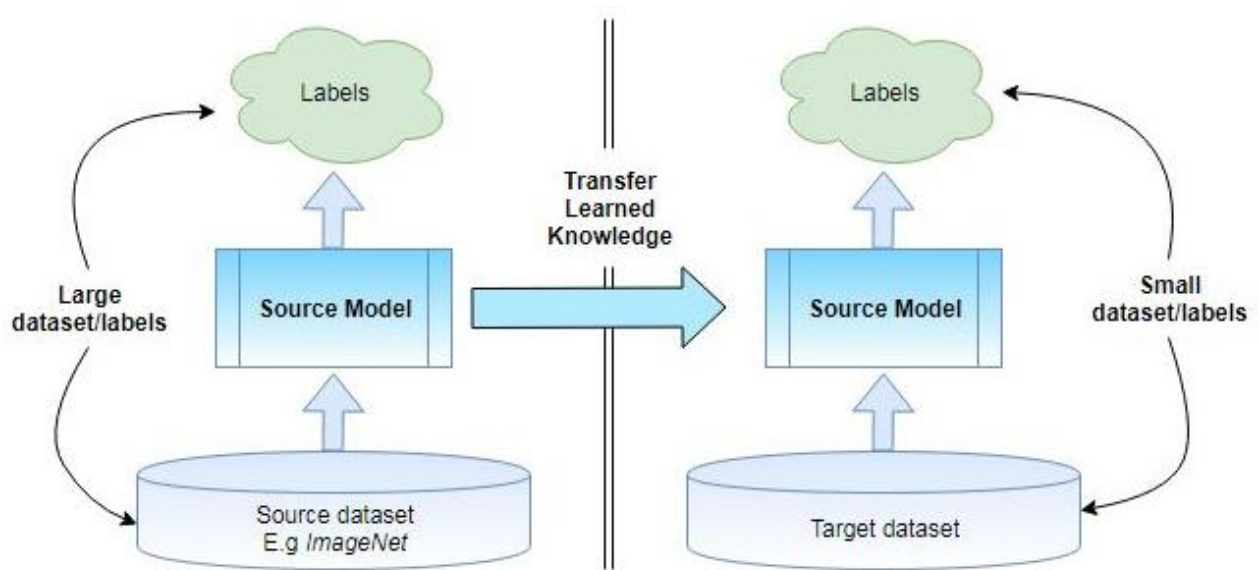 Labels
Large
dataset/labels
Source Model
Source dataset
E.g ImageNet
Transfer
Learned
Knowledge
Labels
Source Model
Small
dataset/labels
Target dataset